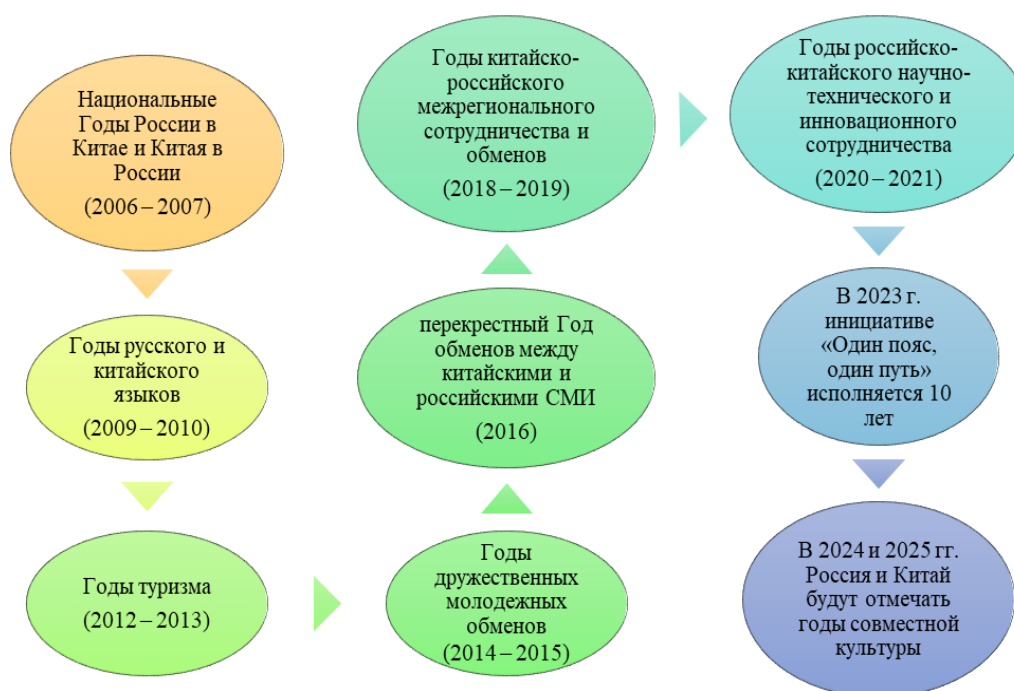 Национальные
Годы России в
Китае и Китая в
России
(2006 – 2007)
Годы русского и
китайского
языков
(2009 – 2010)
Годы туризма
(2012 – 2013)
Годы
дружественных
молодежных
обменов
(2014 – 2015)
перекрестный Год
обменов между
китайскими и
российскими СМИ
(2016)
Годы китайско-
российского
межрегионального
сотрудничества и
обменов
(2018 – 2019)
Годы российско-
китайского научно-
технического и
инновационного
сотрудничества
(2020 – 2021)
В 2023 г.
инициативе
«Один пояс,
один путь»
исполняется 10
лет
В 2024 и 2025 гг.
Россия и Китай
будут отмечать
годы совместной
культуры